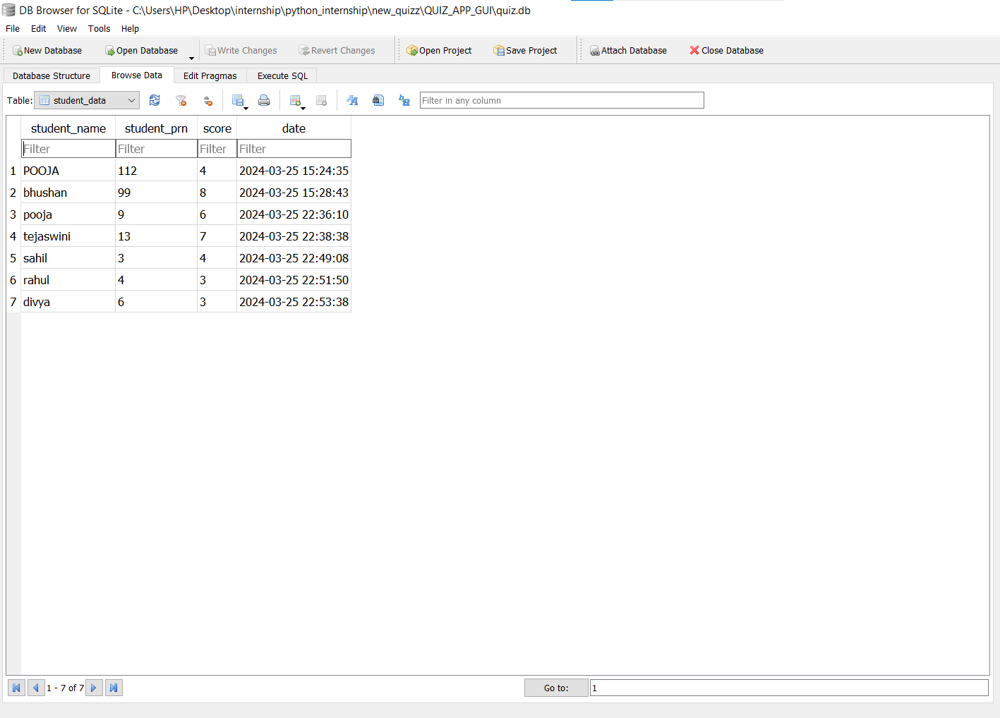 DB Browser for SQLite - C:\Users\HP\Desktop\internship\python_internship\new_quizz\QUIZ_APP_GUI\quiz.db
File Edit View Tools Help
New Database Open Database Write Changes Revert Changes Open Project Save Project Attach Database Close Database
Database Structure Browse Data Edit Pragmas Execute SQL
Table: student_data Filter in any column
student_name student_prn score date
Filter Filter Filter Filter
1 POOJA 112 4 2024-03-25 15:24:35
2 bhushan 99 8 2024-03-25 15:28:43
3 pooja 9 6 2024-03-25 22:36:10
4 tejaswini 13 7 2024-03-25 22:38:38
5 sahil 3 4 2024-03-25 22:49:08
6 rahul 4 3 2024-03-25 22:51:50
7 divya 6 3 2024-03-25 22:53:38
1 - 7 of 7 Go to: 1